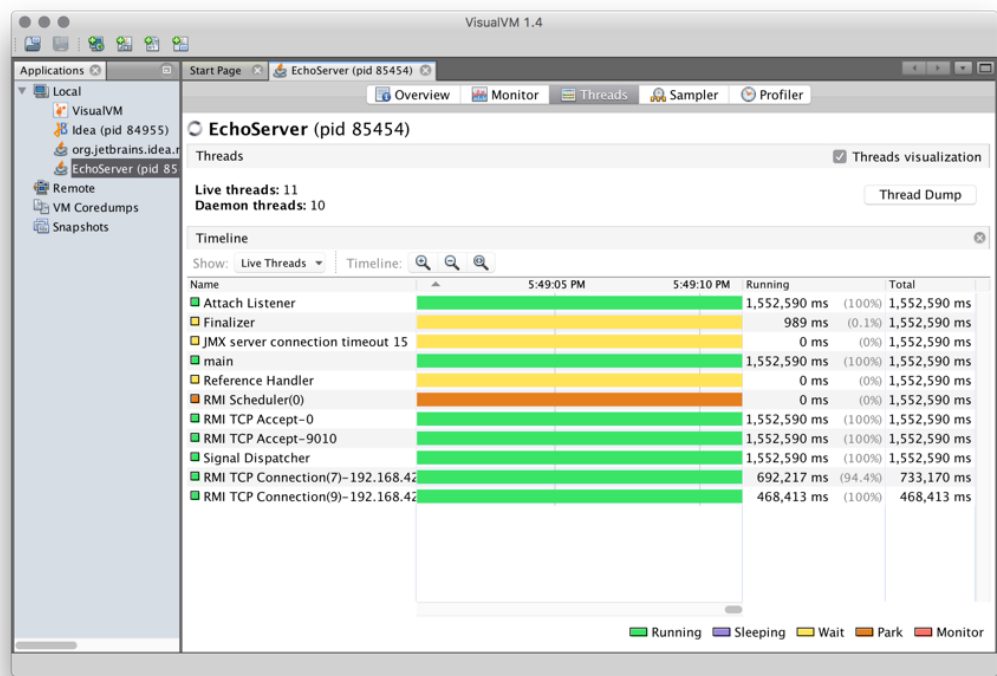 VisualVM 1.4
Applications
Start Page
EchoServer (pid 85454)
Local
VisualVM
Idea (pid 84955)
org.jetbrains.idea.r
EchoServer (pid 85
Remote
VM Coredumps
Snapshots
Overview Monitor Threads Sampler Profiler
EchoServer (pid 85454)
Threads Threads visualization
Live threads: 11
Daemon threads: 10
Thread Dump
Timeline
Show: Live Threads Timeline:
Name 5:49:05 PM 5:49:10 PM Running Total
Attach Listener 1,552,590 ms (100%) 1,552,590 ms
Finalizer 989 ms (0.1%) 1,552,590 ms
JMX server connection timeout 15 0 ms (0%) 1,552,590 ms
main 1,552,590 ms (100%) 1,552,590 ms
Reference Handler 0 ms (0%) 1,552,590 ms
RMI Scheduler(0) 0 ms (0%) 1,552,590 ms
RMI TCP Accept-0 1,552,590 ms (100%) 1,552,590 ms
RMI TCP Accept-9010 1,552,590 ms (100%) 1,552,590 ms
Signal Dispatcher 1,552,590 ms (100%) 1,552,590 ms
RMI TCP Connection(7)-192.168.42 692,217 ms (94.4%) 733,170 ms
RMI TCP Connection(9)-192.168.42 468,413 ms (100%) 468,413 ms
Running Sleeping Wait Park Monitor